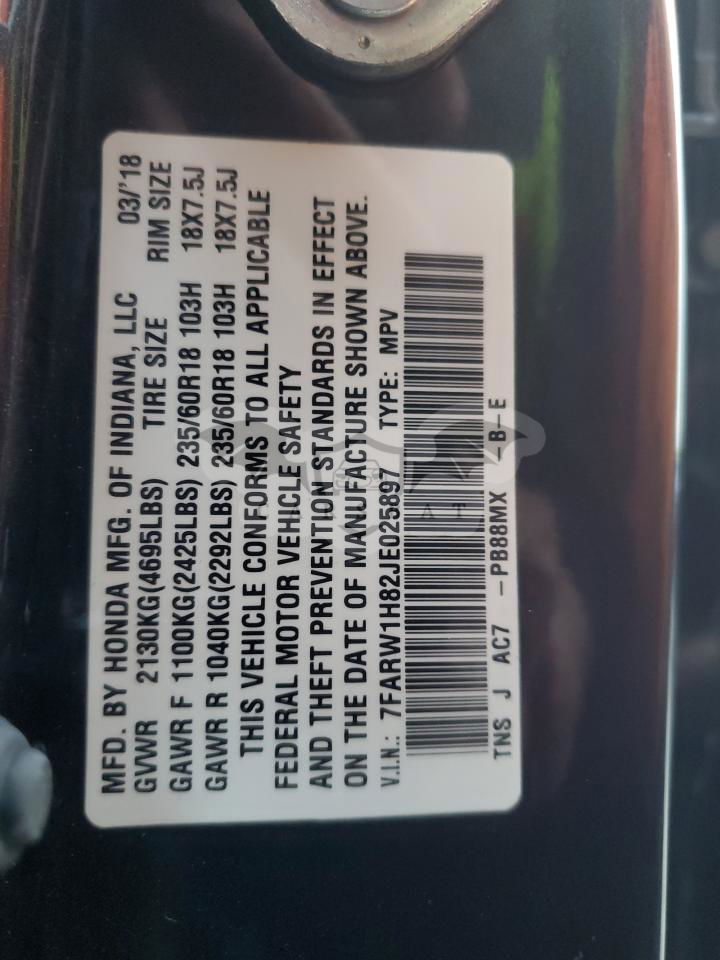 MFD. BY HONDA MFG. OF INDIANA, LLC 03/'18
GVWR 2130KG(4695LBS) TIRE SIZE RIM SIZE
GAWR F 1100KG(2425LBS) 235/60R18 103H 18X7.5J
GAWR R 1040KG(2292LBS) 235/60R18 103H 18X7.5J
THIS VEHICLE CONFORMS TO ALL APPLICABLE
FEDERAL MOTOR VEHICLE SAFETY
AND THEFT PREVENTION STANDARDS IN EFFECT
ON THE DATE OF MANUFACTURE SHOWN ABOVE.
V.I.N.: 7FARW1H82JE025897 TYPE: MPV
TNS J AC7 -PB88MX -B-E